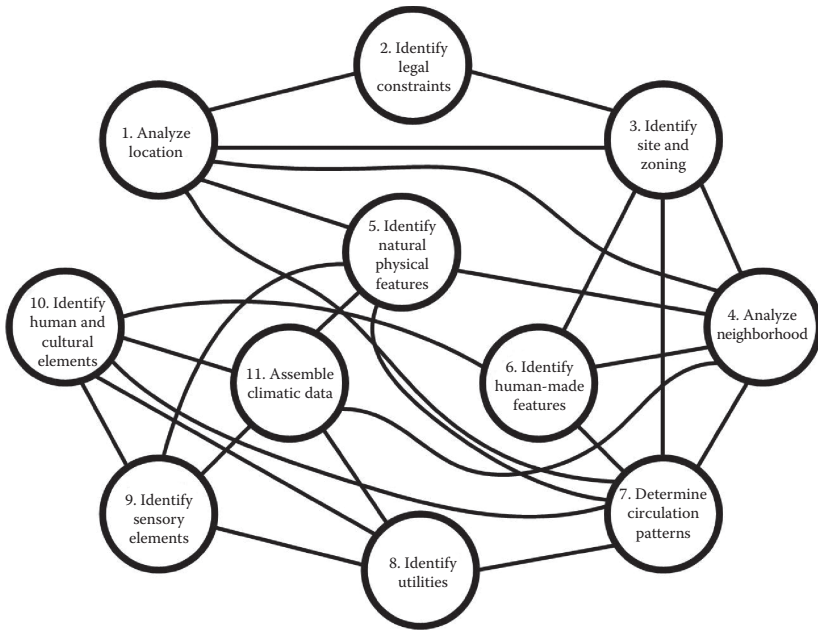 2. Identify
legal
constraints
1. Analyze
location
3. Identify
site and
zoning
5. Identify
natural
physical
features
10. Identify
human and
cultural
elements
4. Analyze
neighborhood
11. Assemble
climatic data
6. Identify
human-made
features
9. Identify
sensory
elements
7. Determine
circulation
patterns
8. Identify
utilities